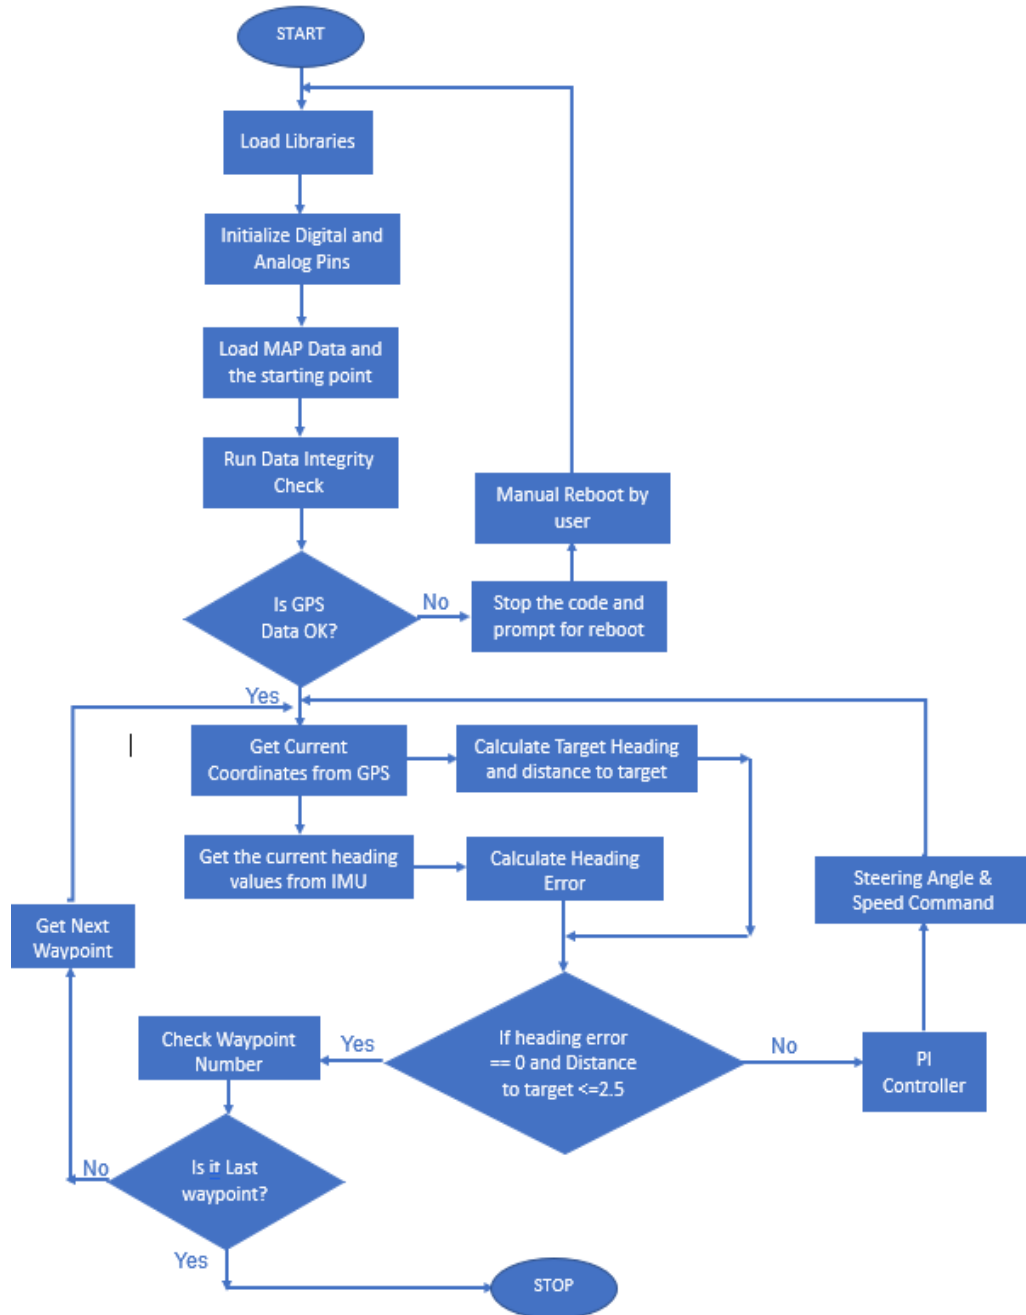 START
Load Libraries
Initialize Digital and
Analog Pins
Load MAP Data and
the starting point
Run Data Integrity
Check
Manual Reboot by
user
Is GPS
Data OK?
No
Stop the code and
prompt for reboot
Yes
Get Current
Coordinates from GPS
Calculate Target Heading
and distance to target
Get the current heading
values from IMU
Calculate Heading
Error
Steering Angle &
Speed Command
Get Next
Waypoint
Check Waypoint
Number
Yes
If heading error
== 0 and Distance
to target <=2.5
No
PI
Controller
No
Is it Last
waypoint?
Yes
STOP